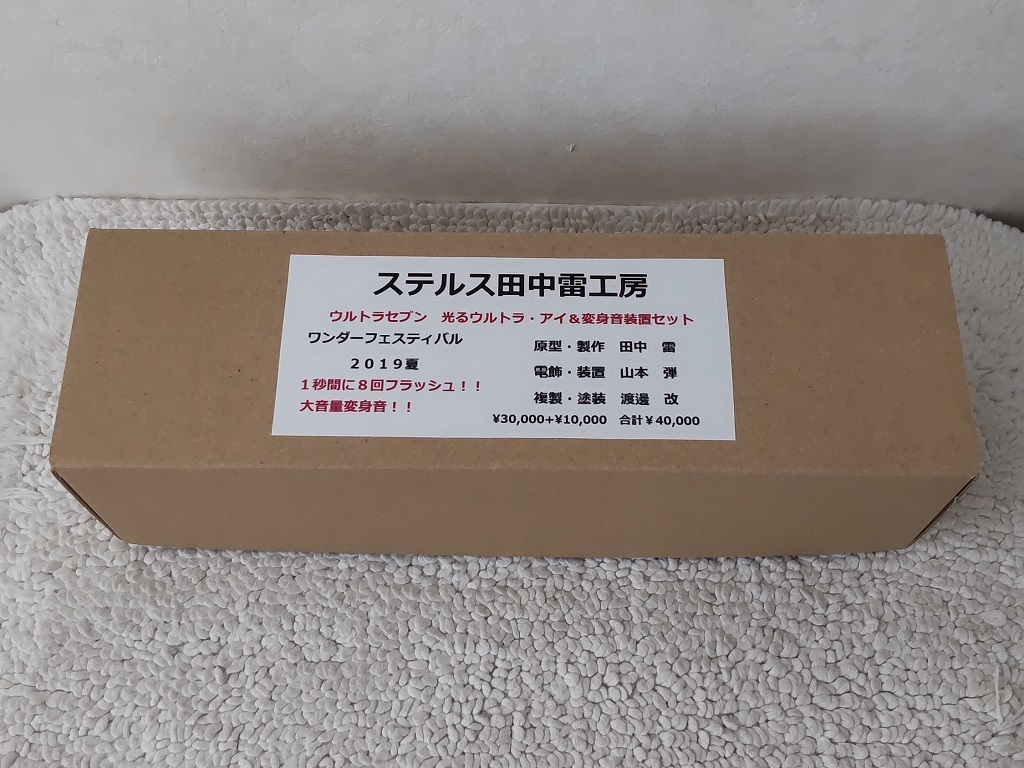 ステルス田中雷工房
ウルトラセブン　光るウルトラ・アイ＆変身音装置セット
ワンダーフェスティバル
２０１９夏
１秒間に８回フラッシュ！！
大音量変身音！！
原型・製作　田中　雷
電飾・装置　山本　弾
複製・塗装　渡邉　改
¥30,000+¥10,000　合計￥40,000